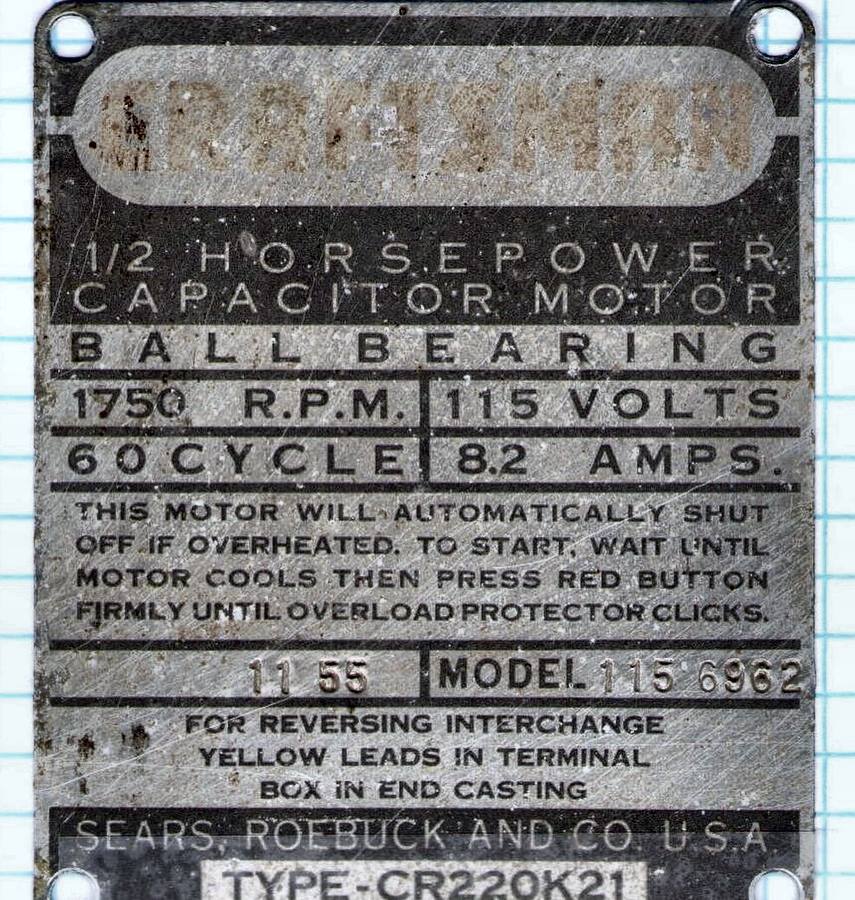 CRAFTSMAN
1/2 HORSEPOWER
CAPACITOR MOTOR
BALL BEARING
1750 R.P.M. 115 VOLTS
60 CYCLE 8.2 AMPS.
THIS MOTOR WILL AUTOMATICALLY SHUT
OFF IF OVERHEATED. TO START, WAIT UNTIL
MOTOR COOLS THEN PRESS RED BUTTON
FIRMLY UNTIL OVERLOAD PROTECTOR CLICKS.
11 55 MODEL 115 6962
FOR REVERSING INTERCHANGE
YELLOW LEADS IN TERMINAL
BOX IN END CASTING
SEARS, ROEBUCK AND CO. U.S.A.
TYPE-CR220K21